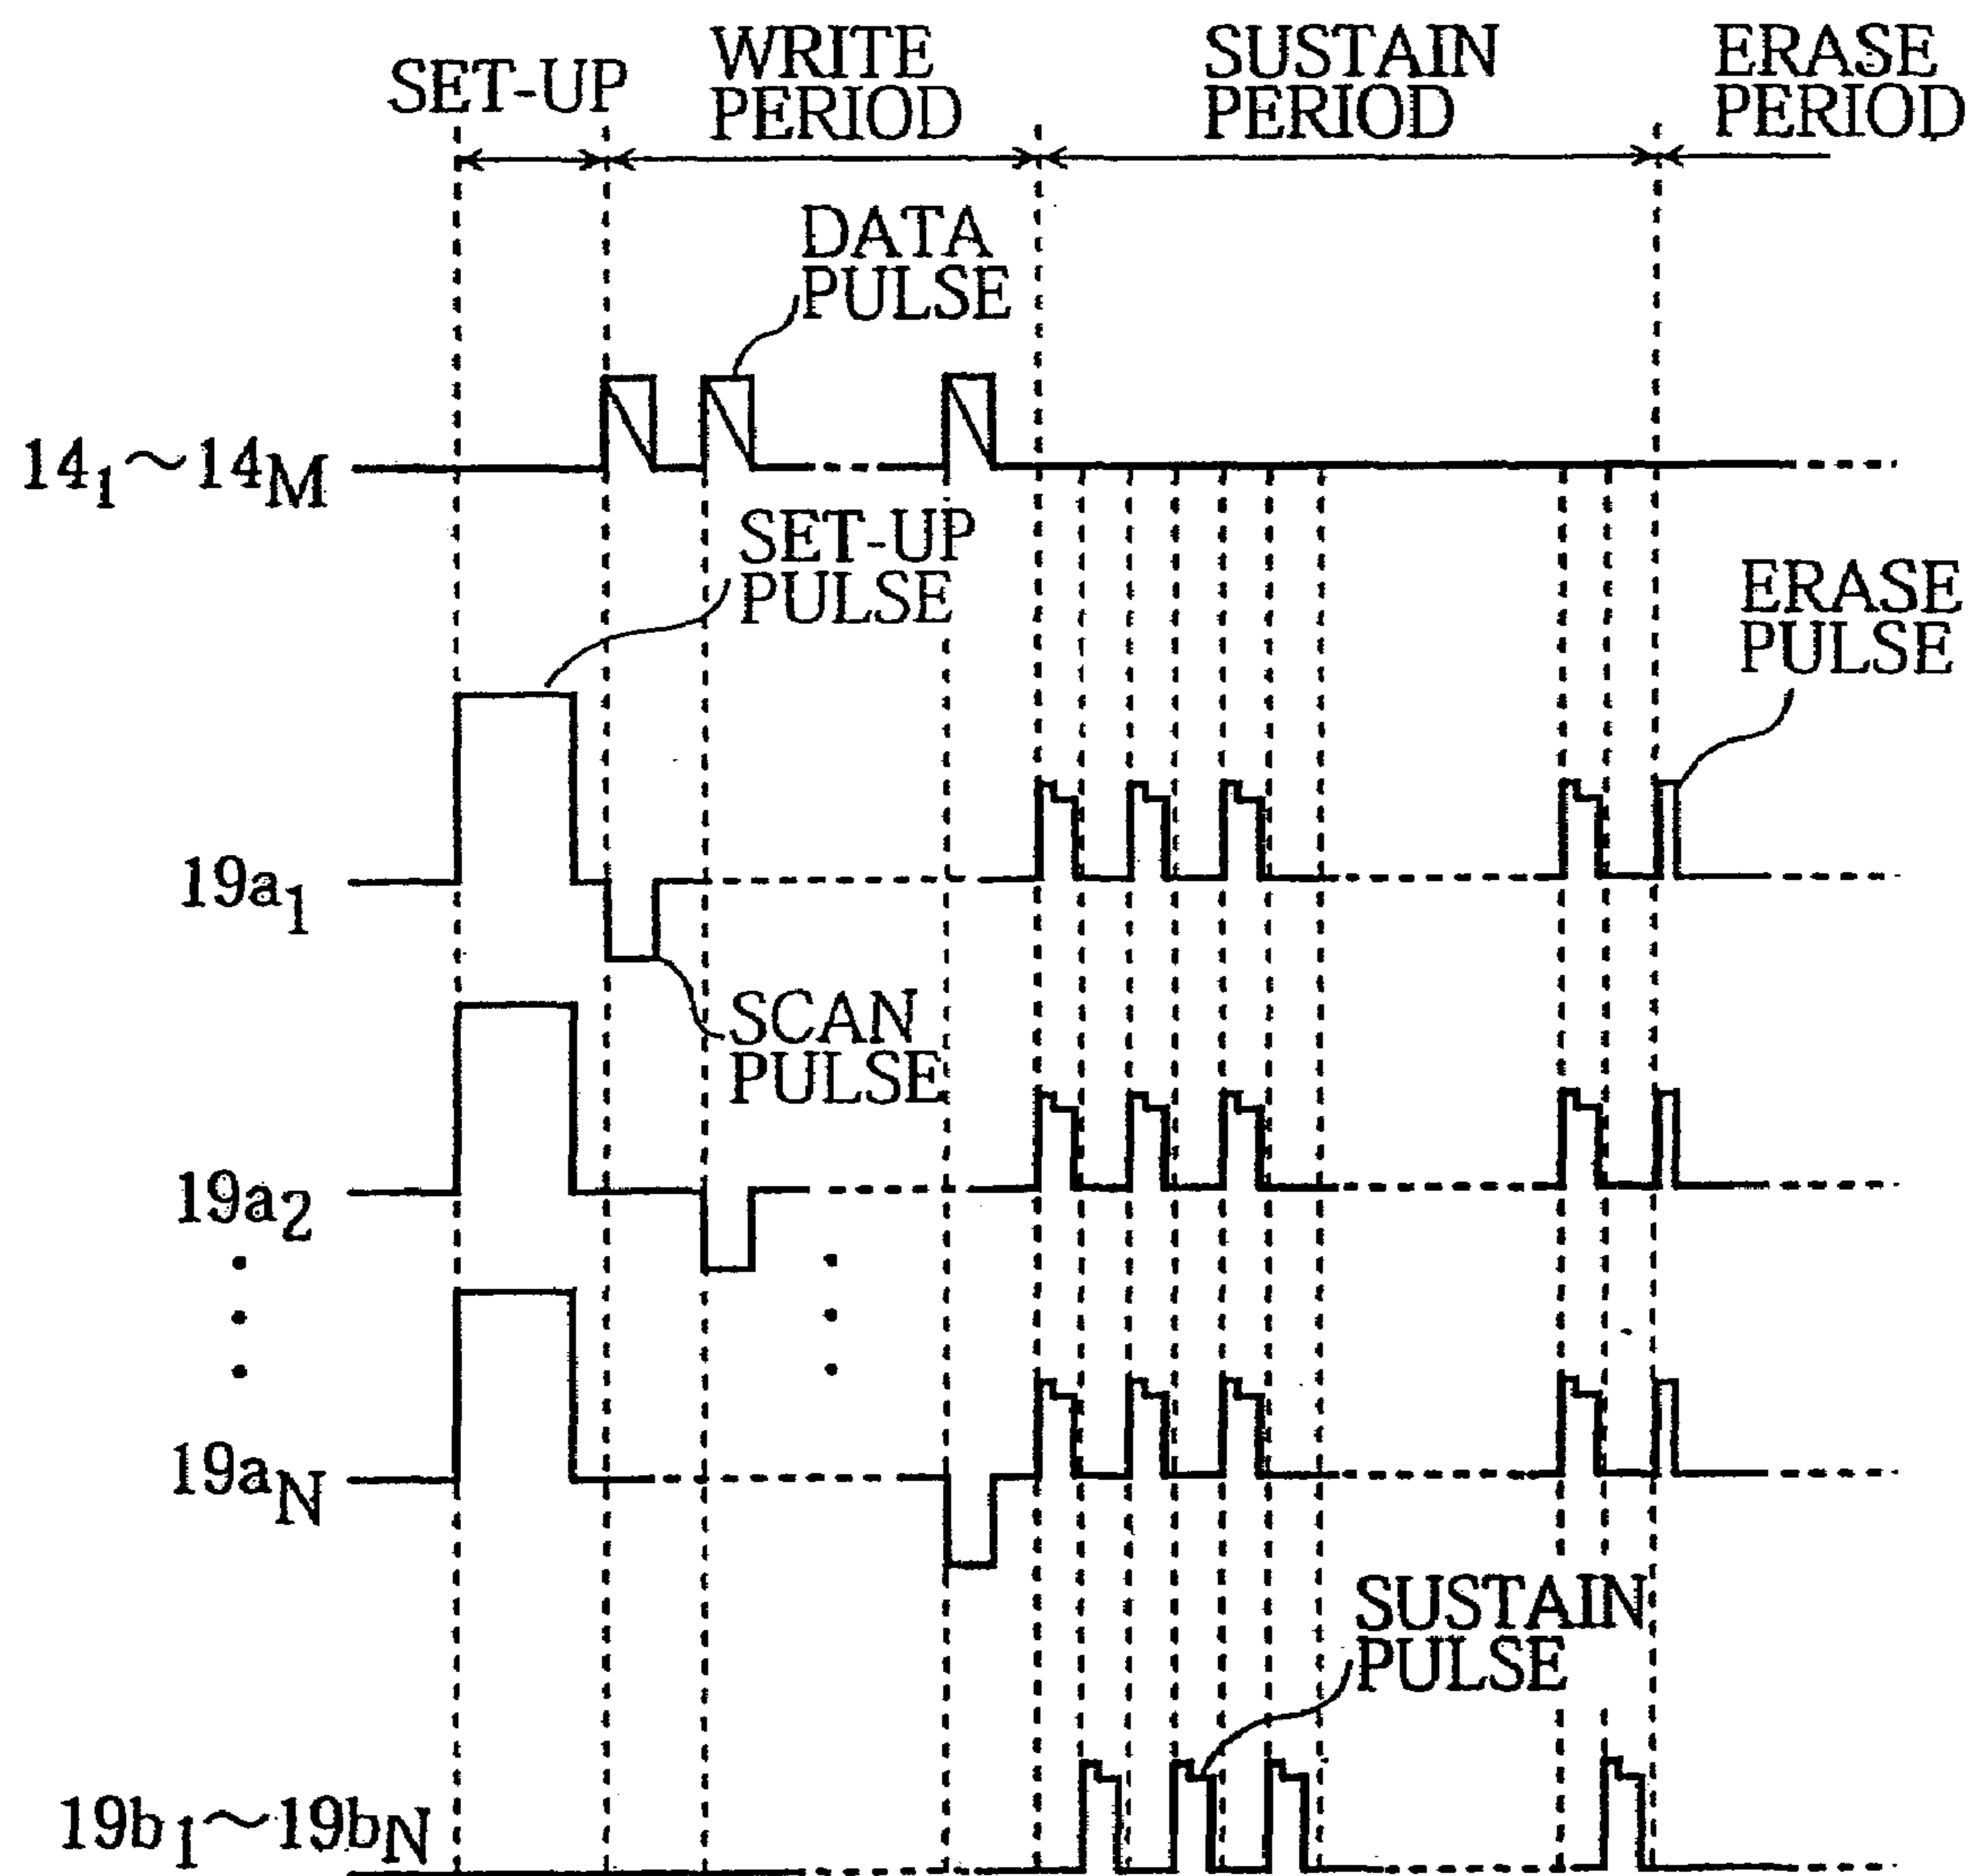 SET-UP
WRITE
PERIOD
SUSTAIN
PERIOD
ERASE
PERIOD
DATA
PULSE
14₁～14M
SET-UP
PULSE
ERASE
PULSE
19a₁
SCAN
PULSE
19a₂
19aN
SUSTAIN
PULSE
19b₁～19bN